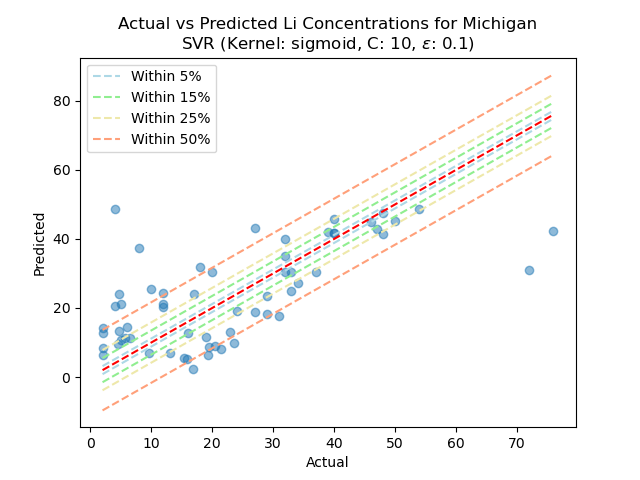 Actual vs Predicted Li Concentrations for Michigan
SVR (Kernel: sigmoid, C: 10, ε: 0.1)
Within 5%
Within 15%
Within 25%
Within 50%
80
60
40
20
0
Predicted
0 10 20 30 40 50 60 70
Actual